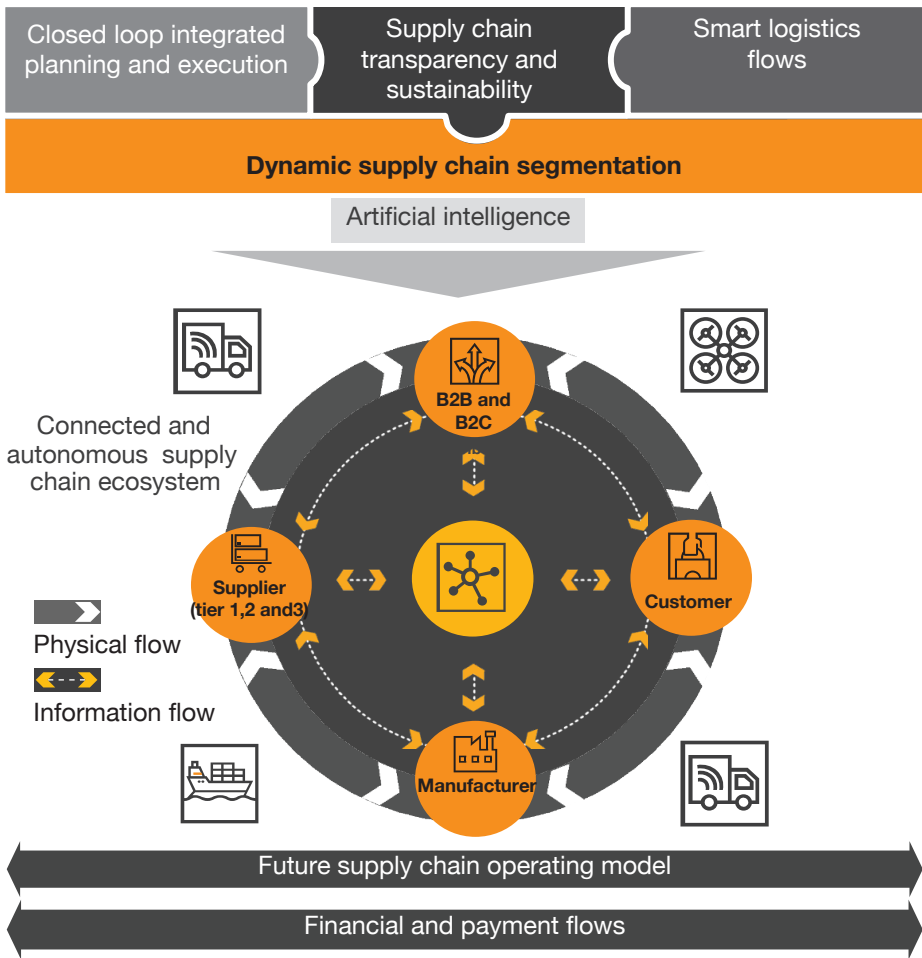 Closed loop integrated
planning and execution
Supply chain
transparency and
sustainability
Smart logistics
flows
Dynamic supply chain segmentation
Artificial intelligence
Connected and
autonomous supply
chain ecosystem
B2B and
B2C
Supplier
(tier 1,2 and3)
Customer
Manufacturer
Physical flow
Information flow
Future supply chain operating model
Financial and payment flows